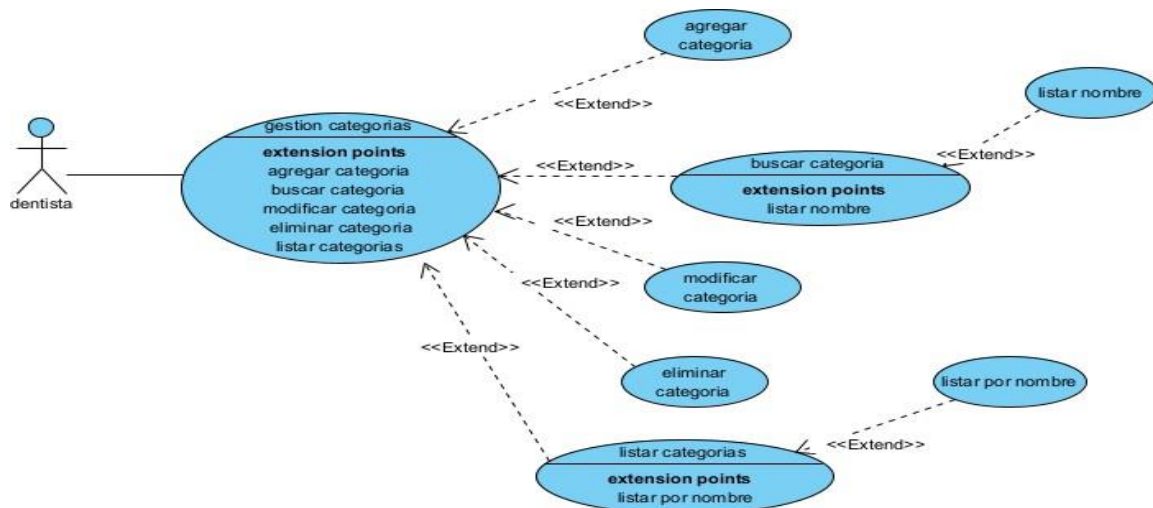 agregar
categoria
<<Extend>>
listar nombre
gestion categorias
extension points
agregar categoria
buscar categoria
modificar categoria
eliminar categoria
listar categorias
dentista
<<Extend>>
buscar categoria
extension points
listar nombre
<<Extend>>
<<Extend>>
modificar
categoria
<<Extend>>
<<Extend>>
eliminar
categoria
listar por nombre
<<Extend>>
listar categorias
extension points
listar por nombre